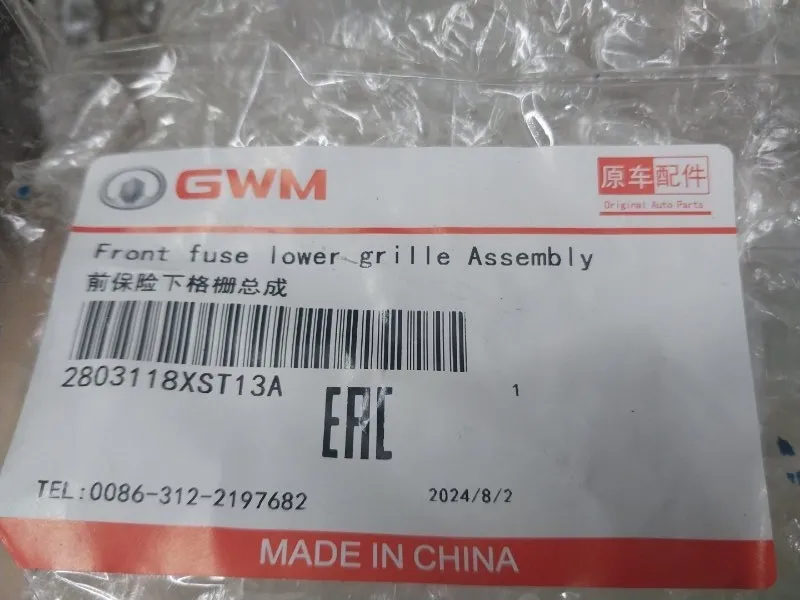 GWM
原车配件
Original Auto Parts
Front fuse lower grille Assembly
前保险下格栅总成
2803118XST13A
EAC
1
TEL:0086-312-2197682
2024/8/2
MADE IN CHINA